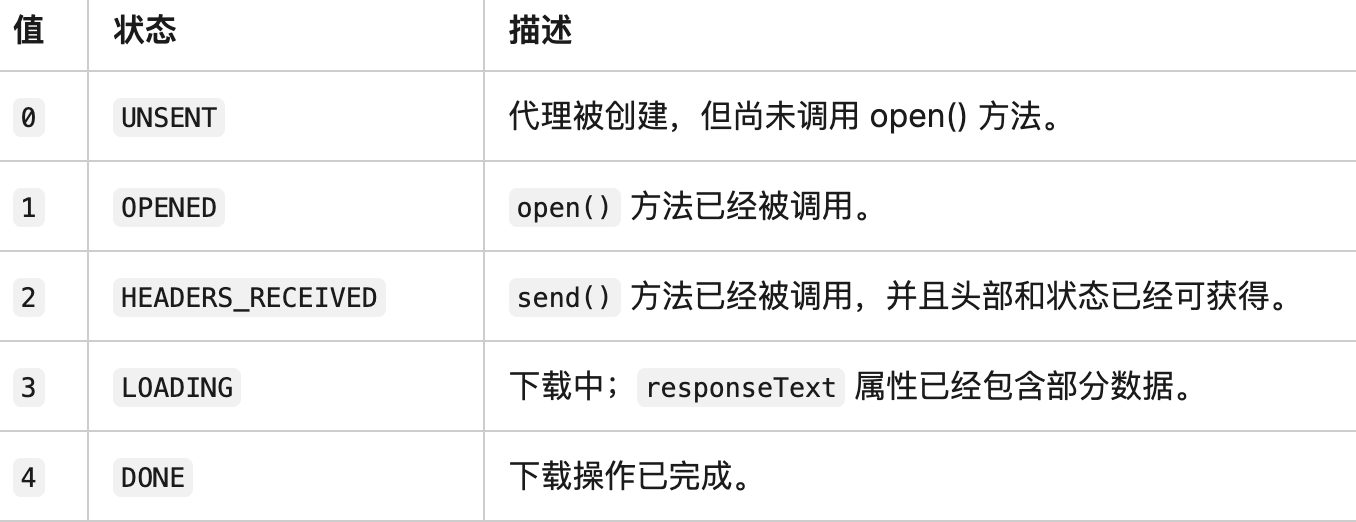 值 状态 描述
0 UNSENT 代理被创建，但尚未调用 open() 方法。
1 OPENED open() 方法已经被调用。
2 HEADERS_RECEIVED send() 方法已经被调用，并且头部和状态已经可获得。
3 LOADING 下载中；responseText 属性已经包含部分数据。
4 DONE 下载操作已完成。